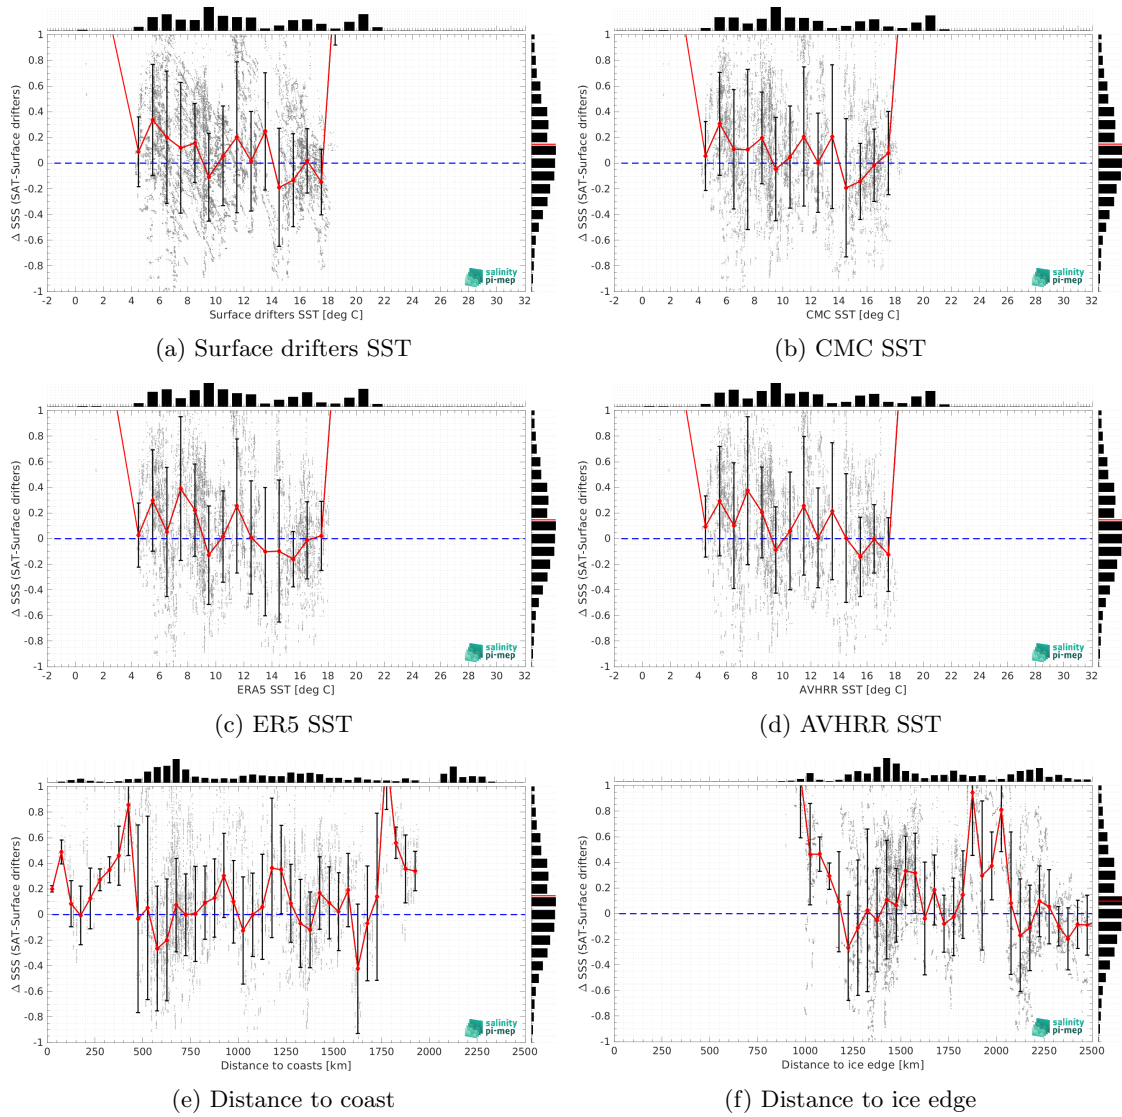 1
0.8
0.6
0.4
0.2
0
-0.2
-0.4
-0.6
-0.8
-1
Δ SSS (SAT-Surface drifters)
salinity
pi-mep
-2 0 2 4 6 8 10 12 14 16 18 20 22 24 26 28 30 32
Surface drifters SST [deg C]
(a) Surface drifters SST
1
0.8
0.6
0.4
0.2
0
-0.2
-0.4
-0.6
-0.8
-1
Δ SSS (SAT-Surface drifters)
salinity
pi-mep
-2 0 2 4 6 8 10 12 14 16 18 20 22 24 26 28 30 32
CMC SST [deg C]
(b) CMC SST
1
0.8
0.6
0.4
0.2
0
-0.2
-0.4
-0.6
-0.8
-1
Δ SSS (SAT-Surface drifters)
salinity
pi-mep
-2 0 2 4 6 8 10 12 14 16 18 20 22 24 26 28 30 32
ERA5 SST [deg C]
(c) ER5 SST
1
0.8
0.6
0.4
0.2
0
-0.2
-0.4
-0.6
-0.8
-1
Δ SSS (SAT-Surface drifters)
salinity
pi-mep
-2 0 2 4 6 8 10 12 14 16 18 20 22 24 26 28 30 32
AVHRR SST [deg C]
(d) AVHRR SST
1
0.8
0.6
0.4
0.2
0
-0.2
-0.4
-0.6
-0.8
-1
Δ SSS (SAT-Surface drifters)
salinity
pi-mep
0 250 500 750 1000 1250 1500 1750 2000 2250 2500
Distance to coasts [km]
(e) Distance to coast
1
0.8
0.6
0.4
0.2
0
-0.2
-0.4
-0.6
-0.8
-1
Δ SSS (SAT-Surface drifters)
salinity
pi-mep
0 250 500 750 1000 1250 1500 1750 2000 2250 2500
Distance to ice edge [km]
(f) Distance to ice edge